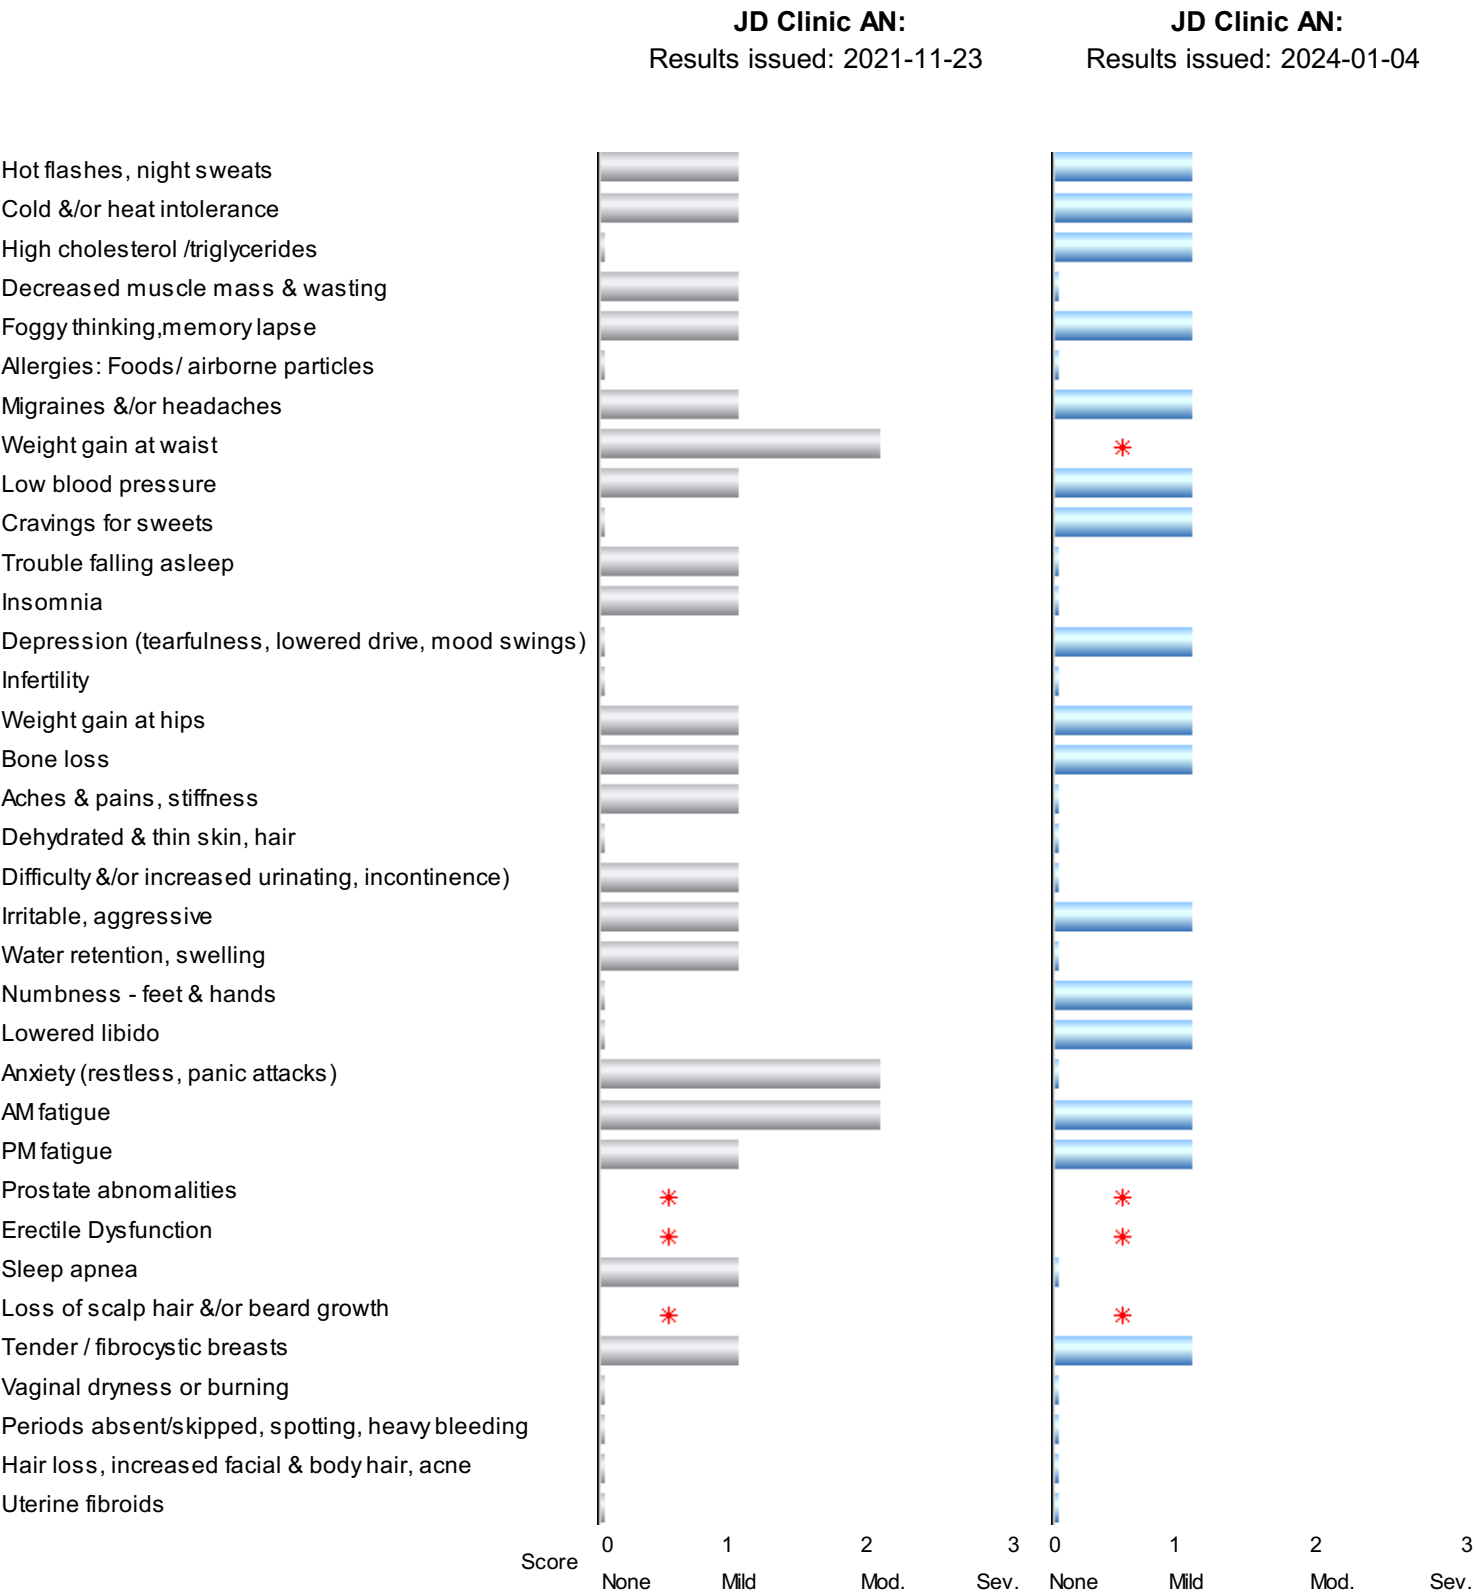 JD Clinic AN: JD Clinic AN:
Results issued: 2021-11-23 Results issued: 2024-01-04
Hot flashes, night sweats
Cold &/or heat intolerance
High cholesterol /triglycerides
Decreased muscle mass & wasting
Foggy thinking,memory lapse
Allergies: Foods/ airborne particles
Migraines &/or headaches
Weight gain at waist
Low blood pressure
Cravings for sweets
Trouble falling asleep
Insomnia
Depression (tearfulness, lowered drive, mood swings)
Infertility
Weight gain at hips
Bone loss
Aches & pains, stiffness
Dehydrated & thin skin, hair
Difficulty &/or increased urinating, incontinence)
Irritable, aggressive
Water retention, swelling
Numbness - feet & hands
Lowered libido
Anxiety (restless, panic attacks)
AM fatigue
PM fatigue
Prostate abnomalities
Erectile Dysfunction
Sleep apnea
Loss of scalp hair &/or beard growth
Tender / fibrocystic breasts
Vaginal dryness or burning
Periods absent/skipped, spotting, heavy bleeding
Hair loss, increased facial & body hair, acne
Uterine fibroids
Score 0 1 2 3 0 1 2 3
None Mild Mod. Sev. None Mild Mod. Sev.